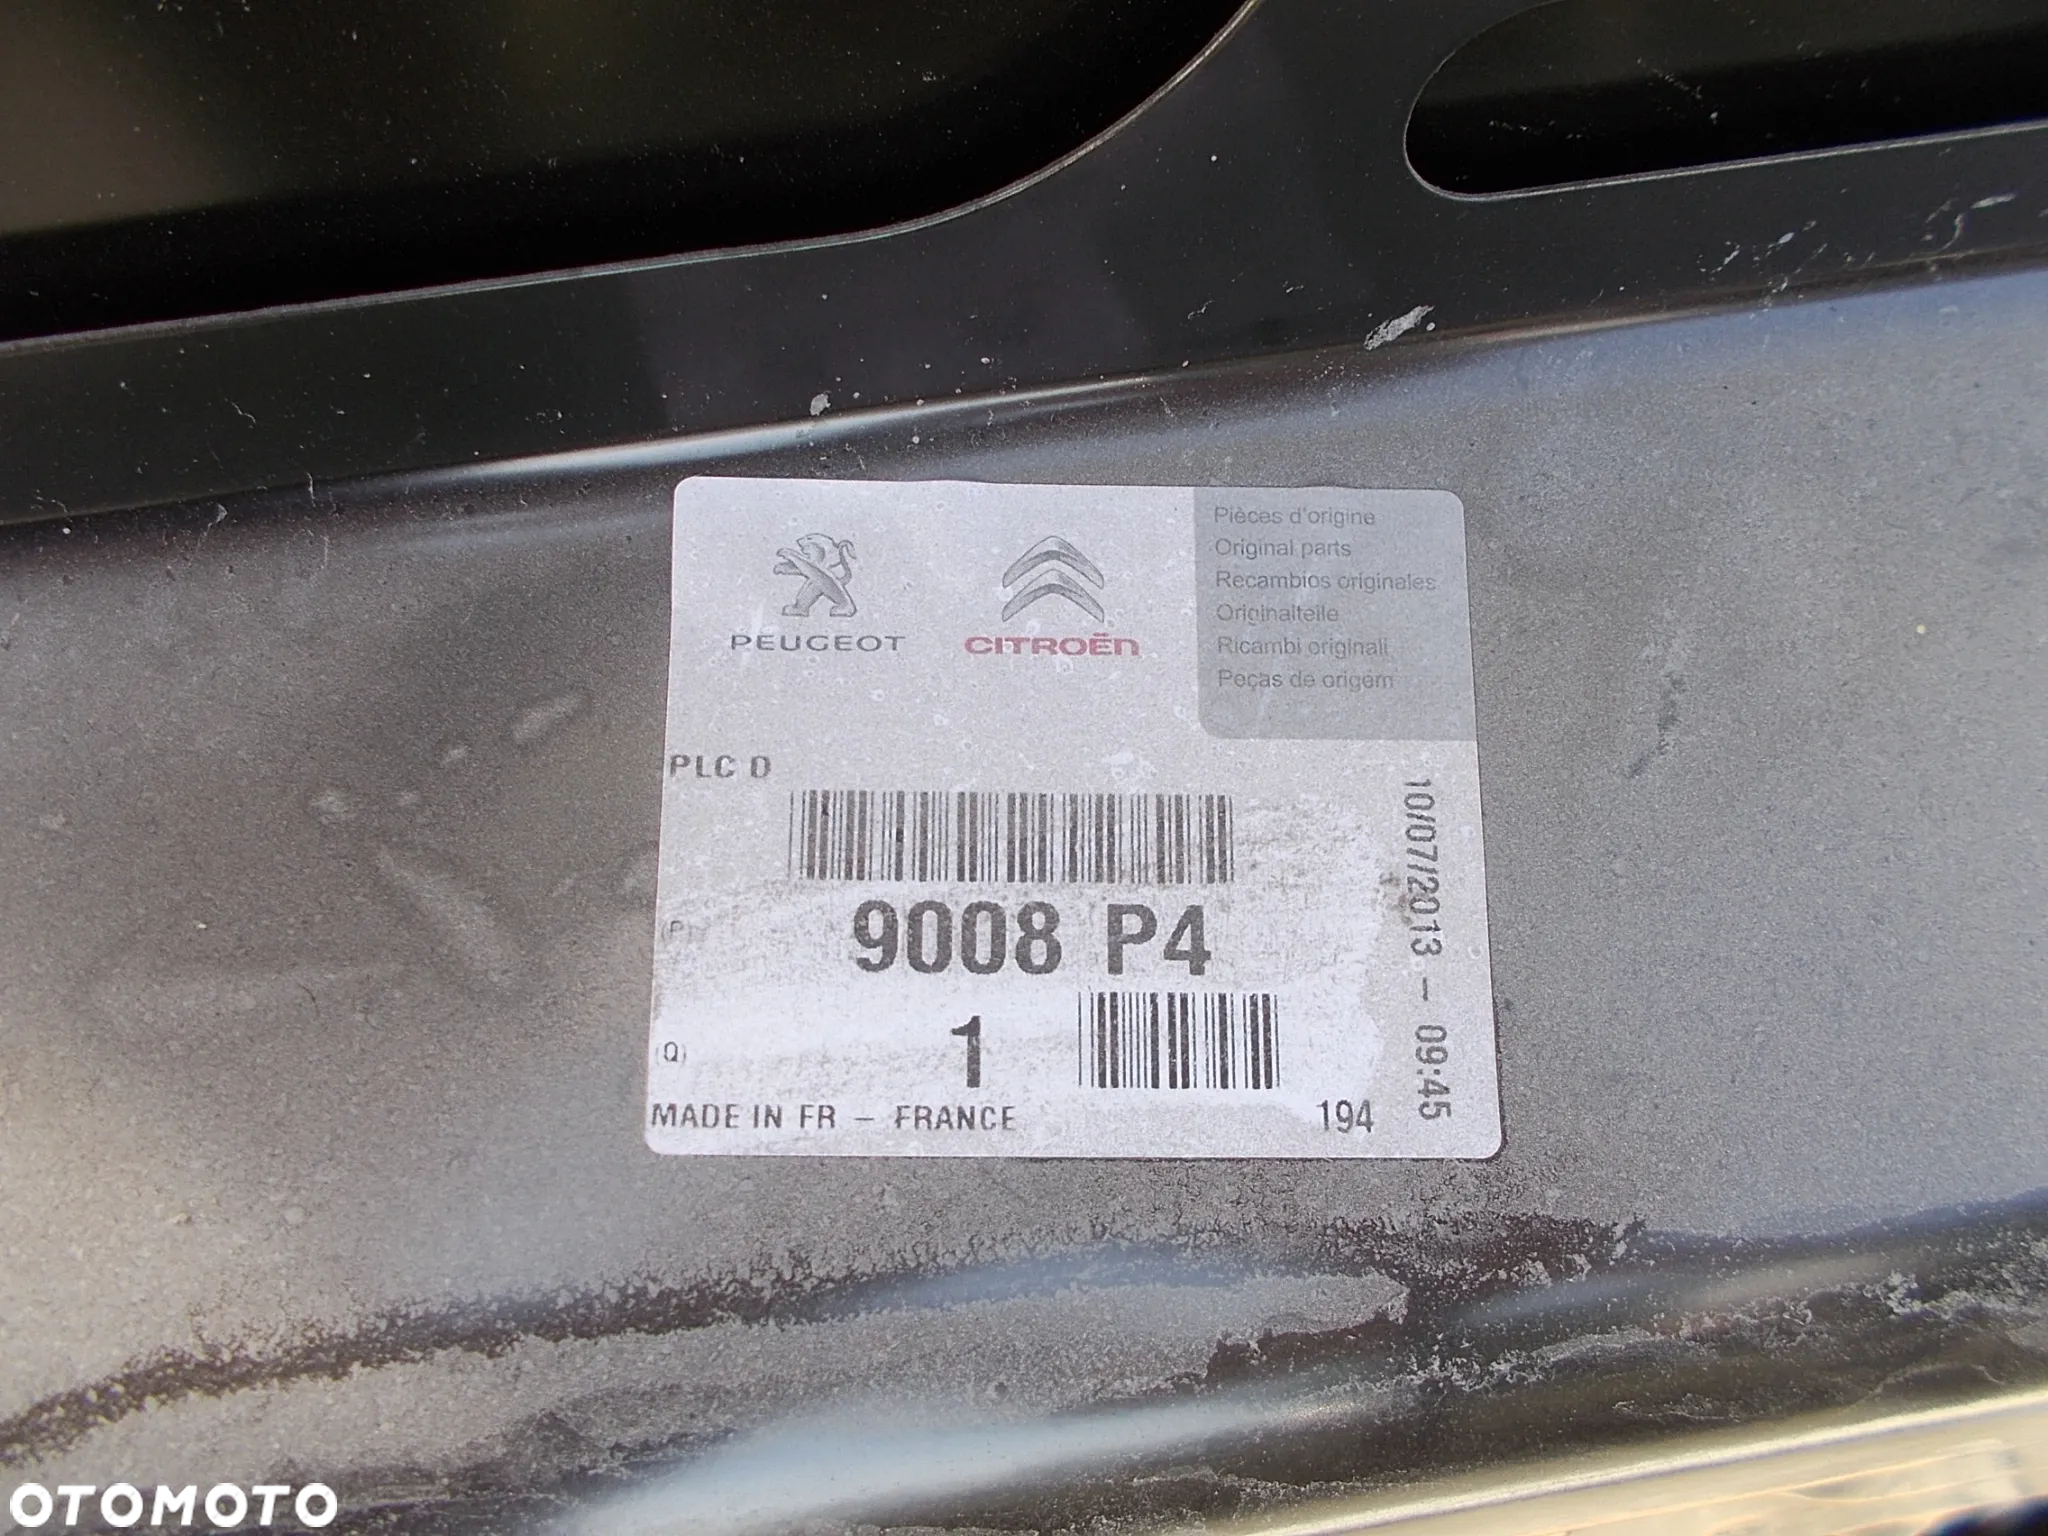 PEUGEOT
CITROËN
Pièces d'origine
Original parts
Recambios originales
Originalteile
Ricambi originali
Peças de origem
PLC D
(P) 9008 P4
(Q) 1
MADE IN FR - FRANCE 194
10/07/2013 - 09:45
OTOMOTO